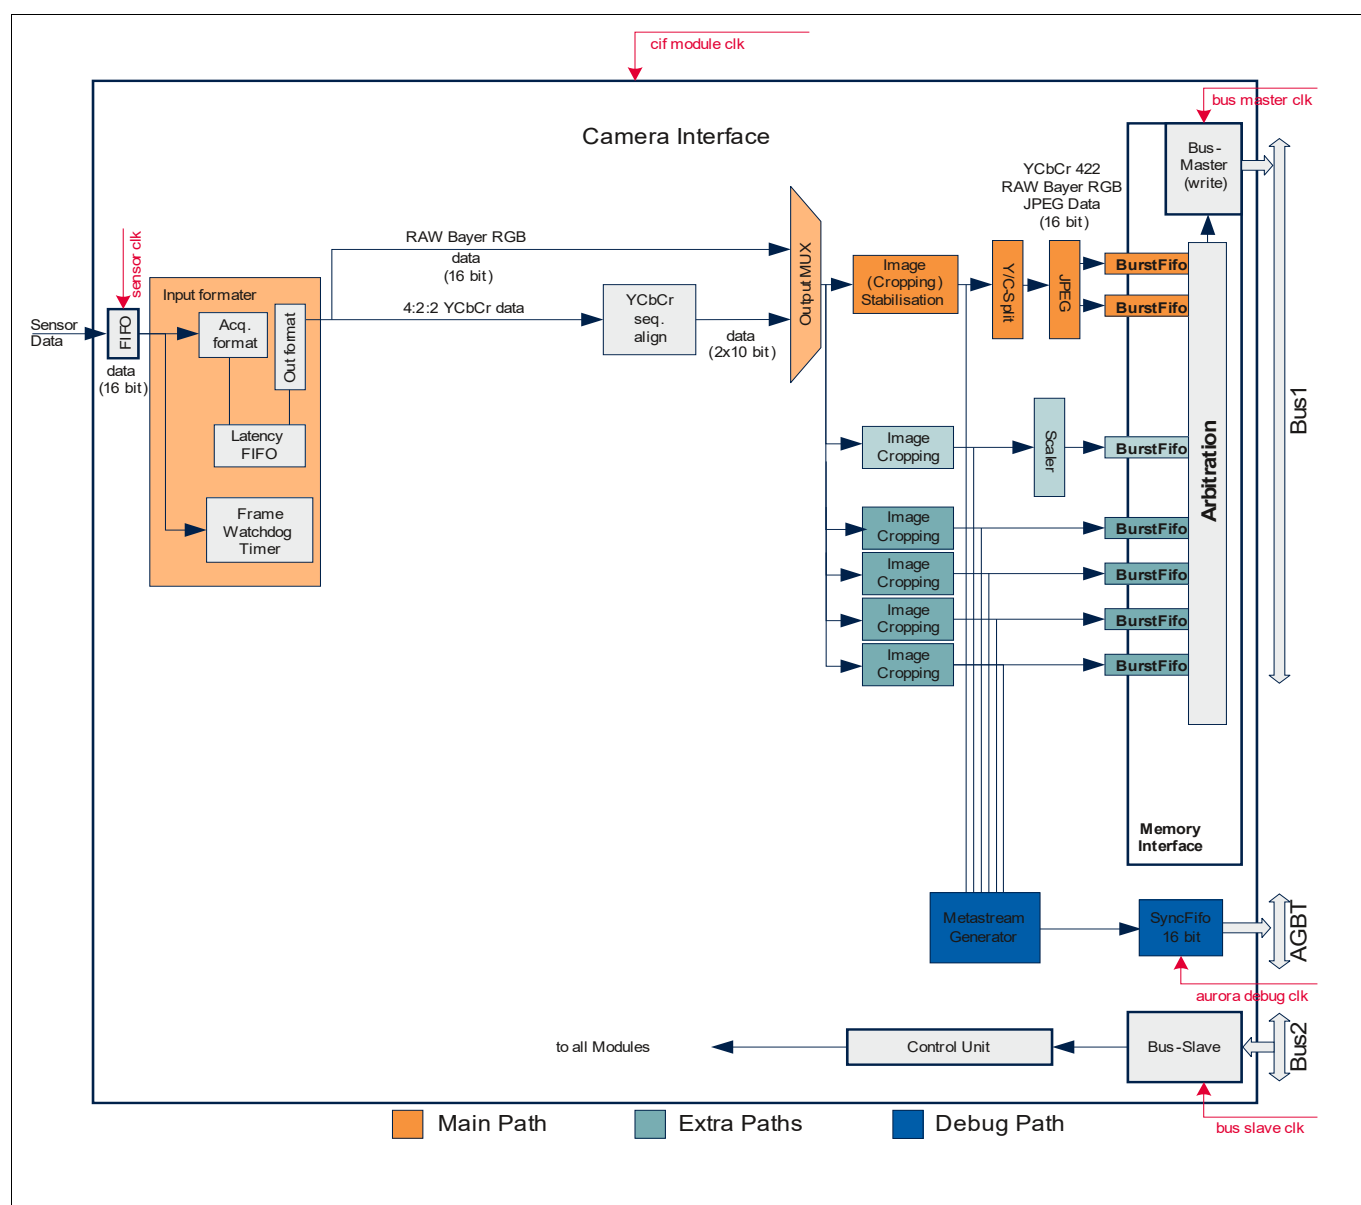 cif module clk
bus master clk
Camera Interface
Bus-
Master
(write)
YCbCr 422
RAW Bayer RGB
JPEG Data
(16 bit)
sensor clk
RAW Bayer RGB
data
(16 bit)
Output MUX
Image
(Cropping)
Stabilisation
Y/C-Split
JPEG
BurstFifo
BurstFifo
Input formater
Sensor
Data
FIFO
data
(16 bit)
Acq.
format
Out format
4:2:2 YCbCr data
YCbCr
seq.
align
data
(2x10 bit)
Latency
FIFO
Frame
Watchdog
Timer
Image
Cropping
Scaler
BurstFifo
Arbitration
Bus1
Image
Cropping
BurstFifo
Image
Cropping
BurstFifo
Image
Cropping
BurstFifo
Image
Cropping
BurstFifo
Memory
Interface
Metastream
Generator
SyncFifo
16 bit
AGBT
aurora debug clk
to all Modules
Control Unit
Bus-Slave
Bus2
Main Path
Extra Paths
Debug Path
bus slave clk